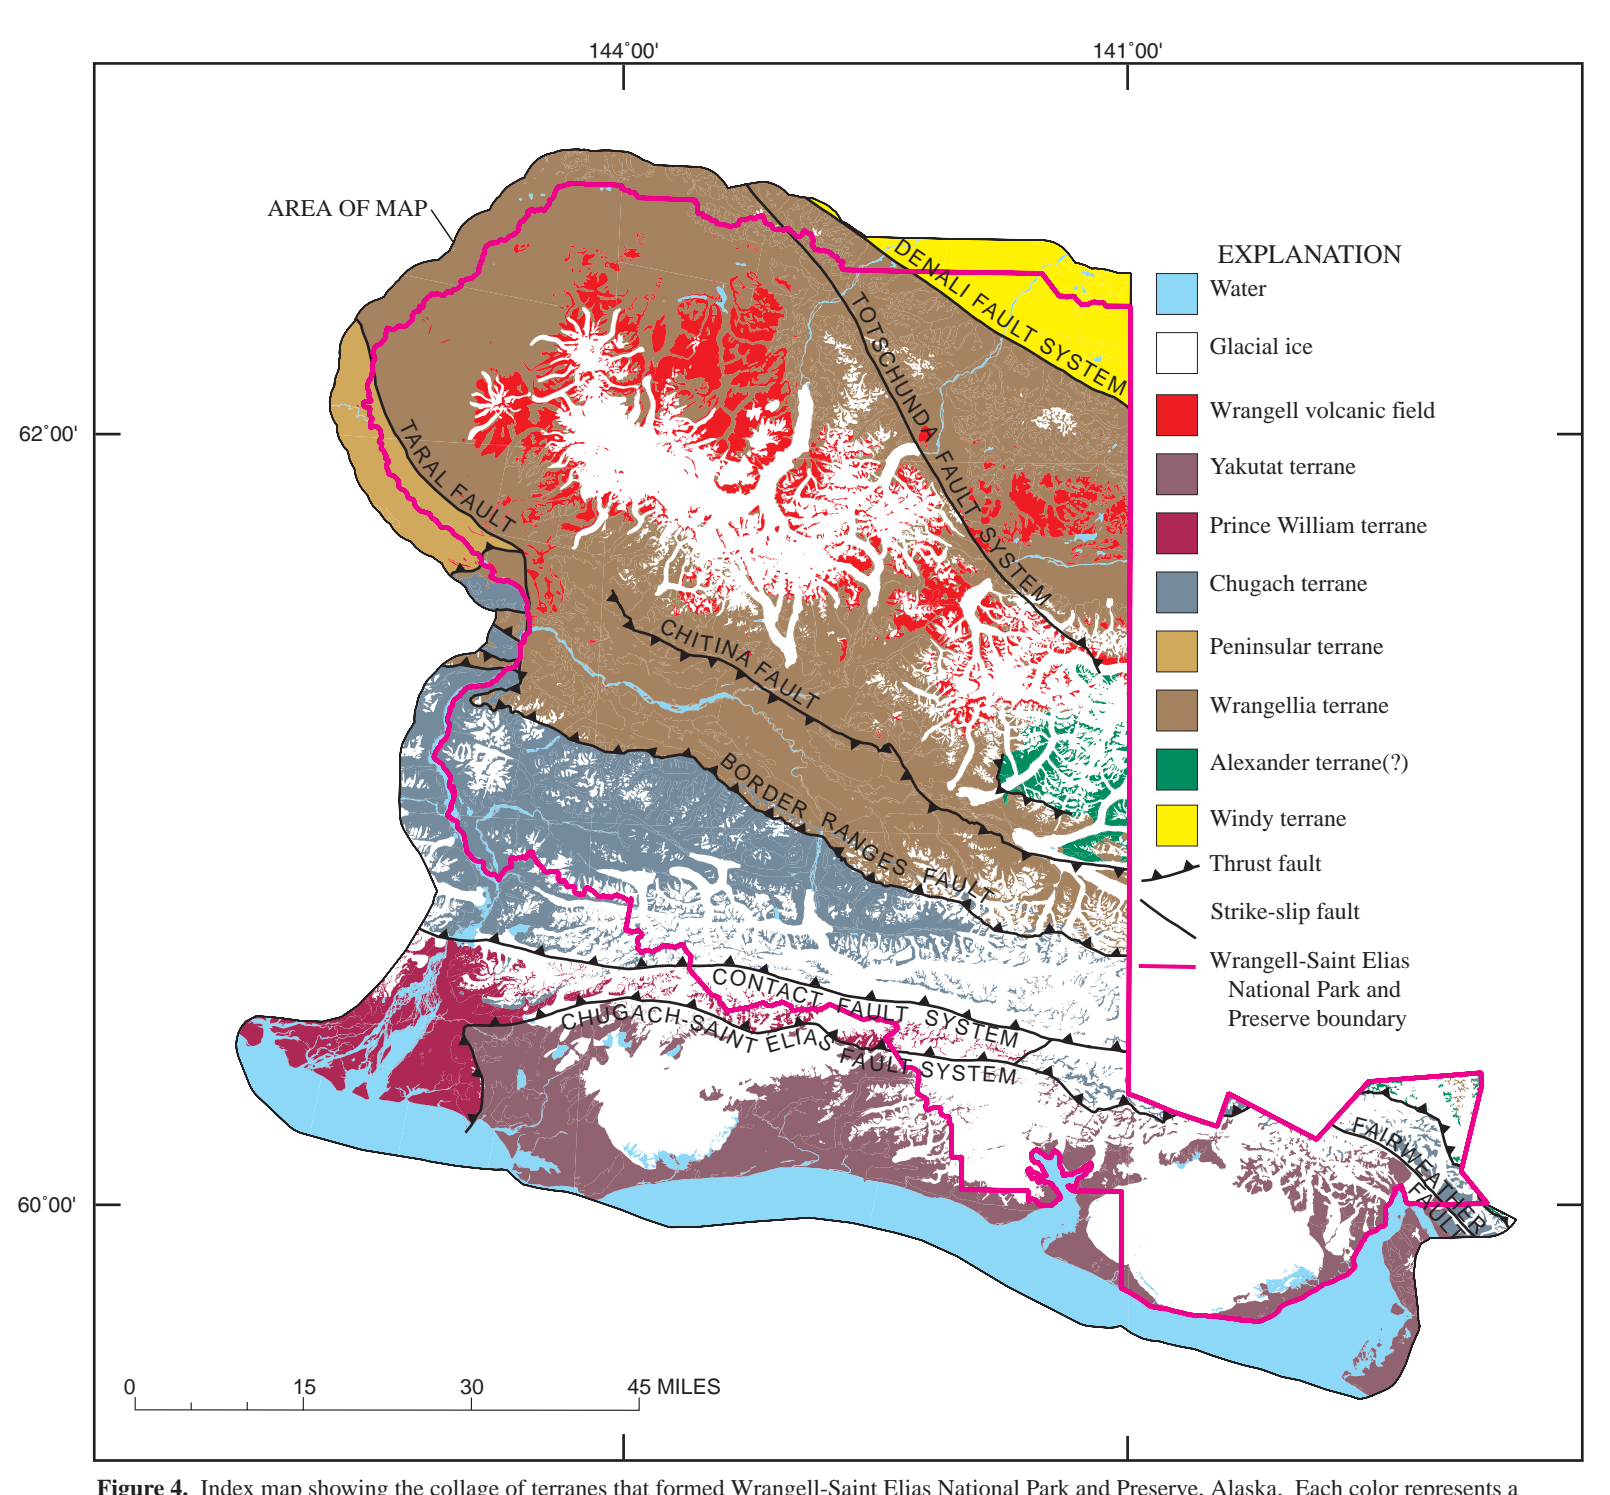 144°00'
141°00'
AREA OF MAP
62°00'
60°00'
DENALI FAULT SYSTEM
TOTSCHUNDA FAULT SYSTEM
TARAL FAULT
CHITINA FAULT
BORDER RANGES FAULT
CONTACT FAULT SYSTEM
CHUGACH-SAINT ELIAS FAULT SYSTEM
FAIRWEATHER
FAULT
EXPLANATION
Water
Glacial ice
Wrangell volcanic field
Yakutat terrane
Prince William terrane
Chugach terrane
Peninsular terrane
Wrangellia terrane
Alexander terrane(?)
Windy terrane
Thrust fault
Strike-slip fault
Wrangell-Saint Elias
National Park and
Preserve boundary
0 15 30 45 MILES
Figure 4. Index map showing the collage of terranes that formed Wrangell-Saint Elias National Park and Preserve, Alaska. Each color represents a